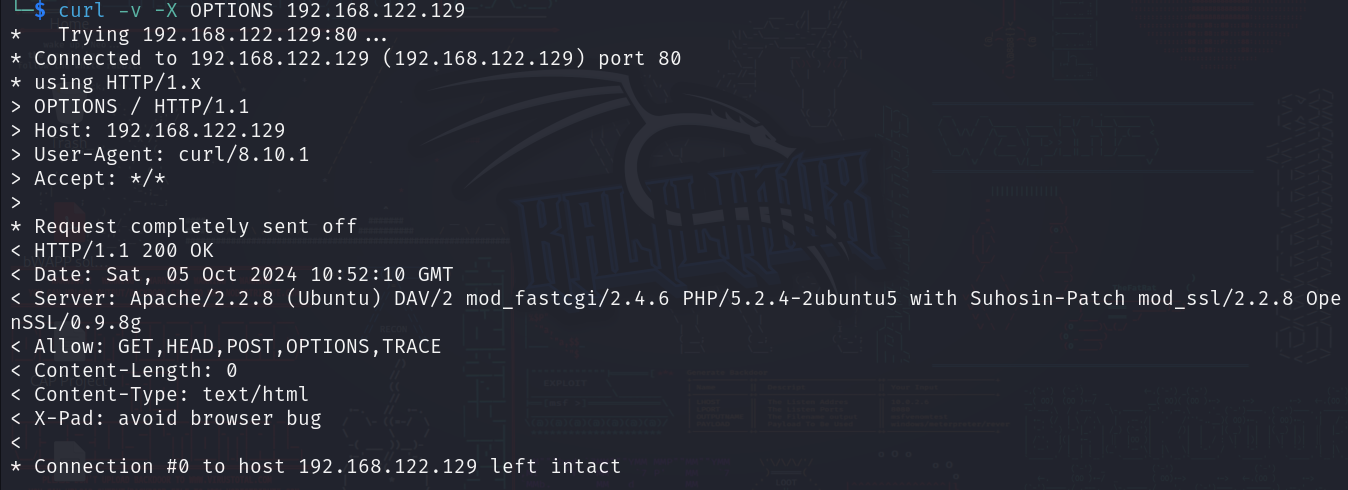 └─$ curl -v -X OPTIONS 192.168.122.129
*   Trying 192.168.122.129:80...
* Connected to 192.168.122.129 (192.168.122.129) port 80
* using HTTP/1.x
> OPTIONS / HTTP/1.1
> Host: 192.168.122.129
> User-Agent: curl/8.10.1
> Accept: */*
>
* Request completely sent off
< HTTP/1.1 200 OK
< Date: Sat, 05 Oct 2024 10:52:10 GMT
< Server: Apache/2.2.8 (Ubuntu) DAV/2 mod_fastcgi/2.4.6 PHP/5.2.4-2ubuntu5 with Suhosin-Patch mod_ssl/2.2.8 Ope
nSSL/0.9.8g
< Allow: GET,HEAD,POST,OPTIONS,TRACE
< Content-Length: 0
< Content-Type: text/html
< X-Pad: avoid browser bug
<
* Connection #0 to host 192.168.122.129 left intact
KALI LINUX